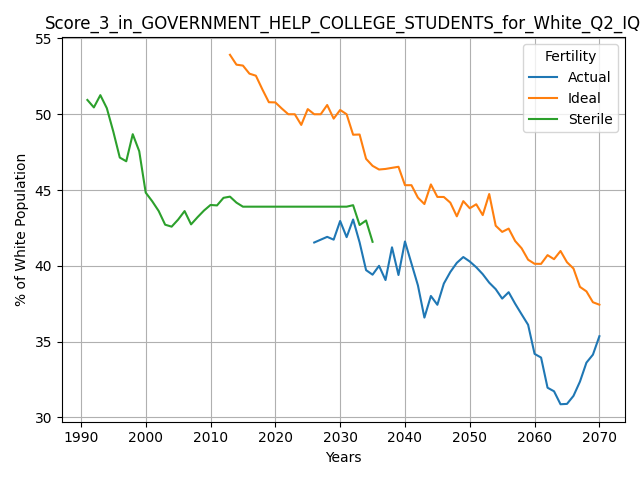 Score_3_in_GOVERNMENT_HELP_COLLEGE_STUDENTS_for_White_Q2_IQ
55
50
45
40
35
30
% of White Population
Fertility
Actual
Ideal
Sterile
1990 2000 2010 2020 2030 2040 2050 2060 2070
Years